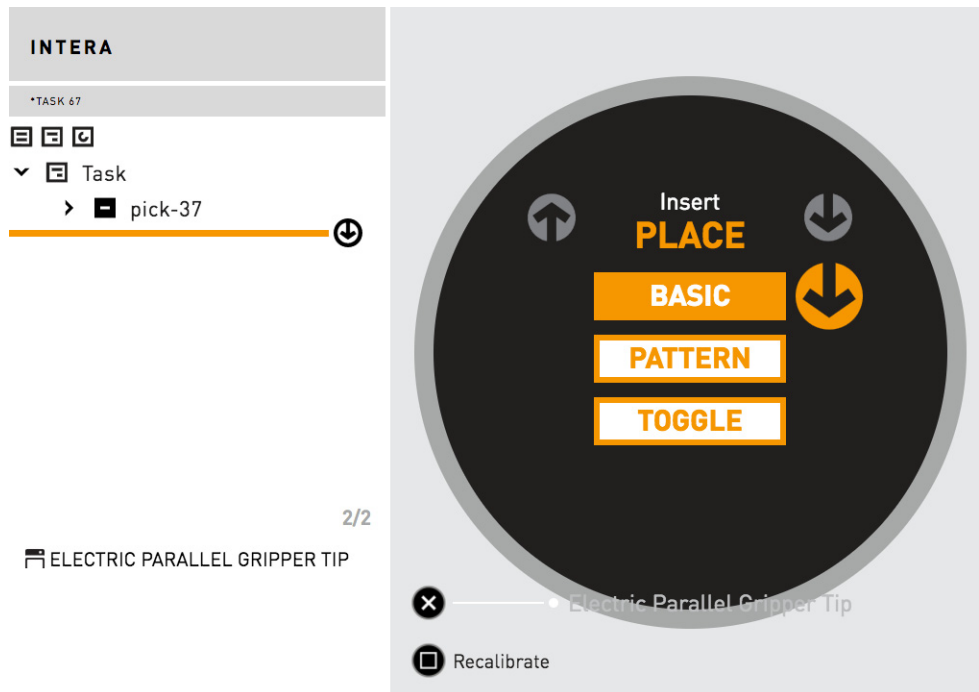 INTERA
*TASK 67
Task
pick-37
2/2
ELECTRIC PARALLEL GRIPPER TIP
Insert
PLACE
BASIC
PATTERN
TOGGLE
Electric Parallel Gripper Tip
Recalibrate